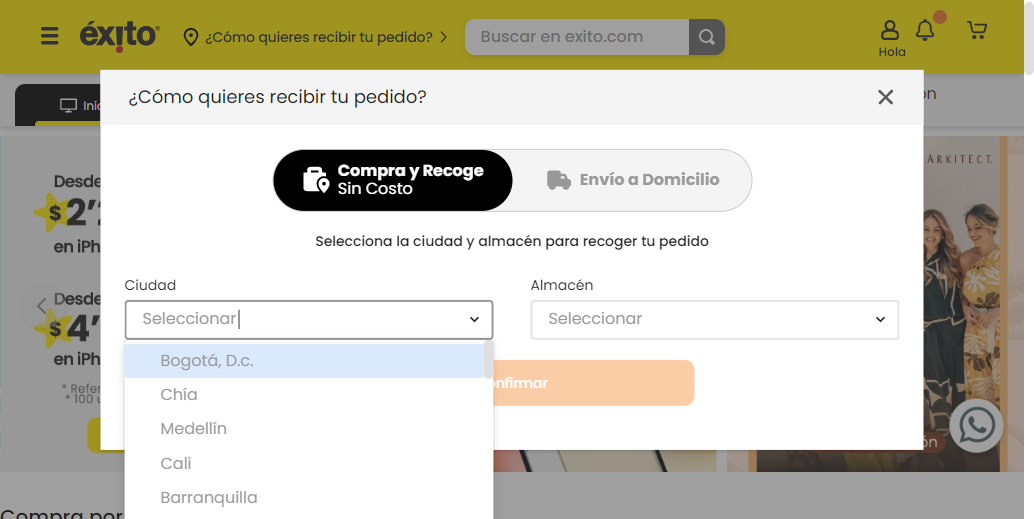 éxito
¿Cómo quieres recibir tu pedido?
Buscar en exito.com
Hola
¿Cómo quieres recibir tu pedido?
ARKITECT.
Compra y Recoge
Sin Costo
Envío a Domicilio
Desde
$ 2'
en iPh
Selecciona la ciudad y almacén para recoger tu pedido
Ciudad
Almacén
Desde
Seleccionar
Seleccionar
$ 4'
en iPh
Bogotá, D.c.
Chía
Medellín
Cali
Barranquilla
onfirmar
* Refer
* 100 u
Compra por